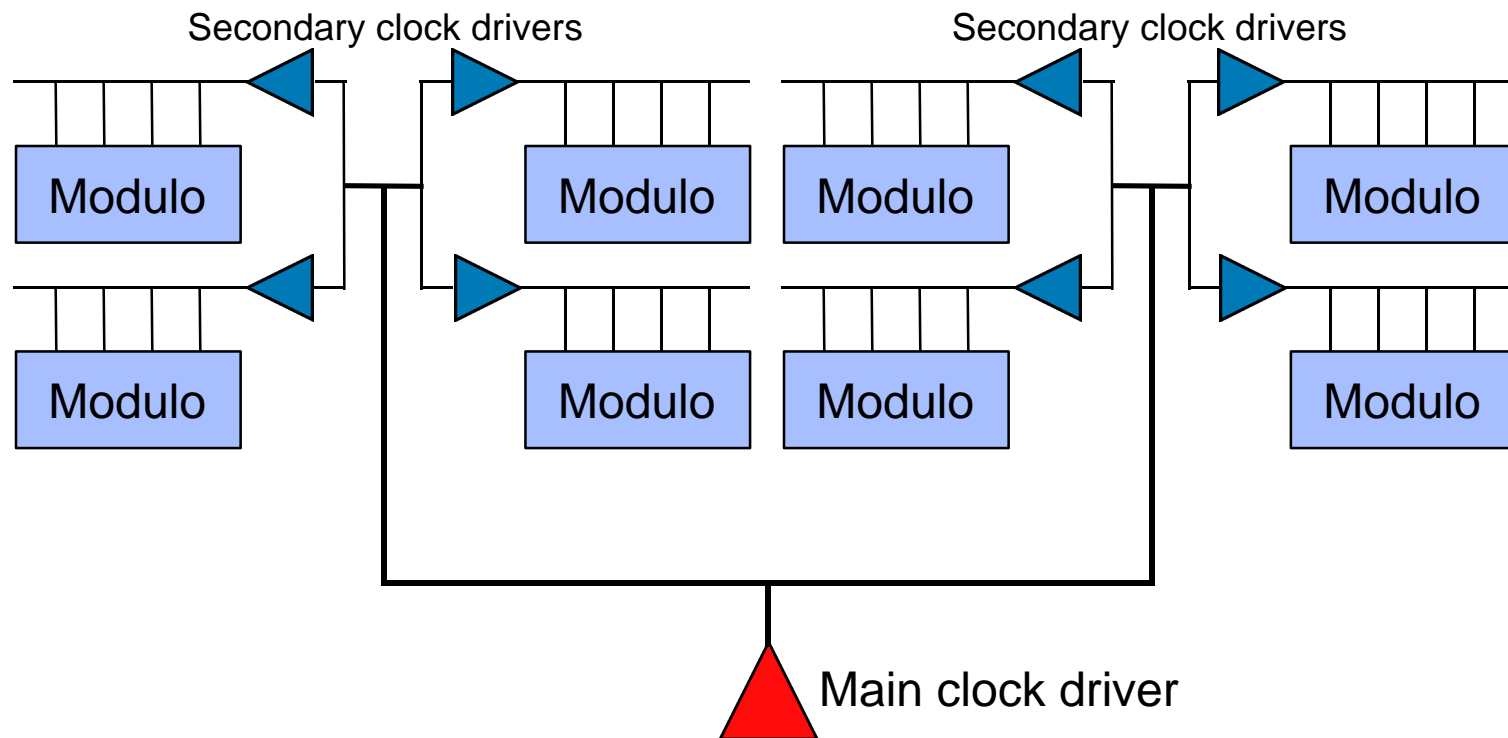 Secondary clock drivers
Secondary clock drivers
Modulo
Modulo
Modulo
Modulo
Modulo
Modulo
Modulo
Modulo
Main clock driver